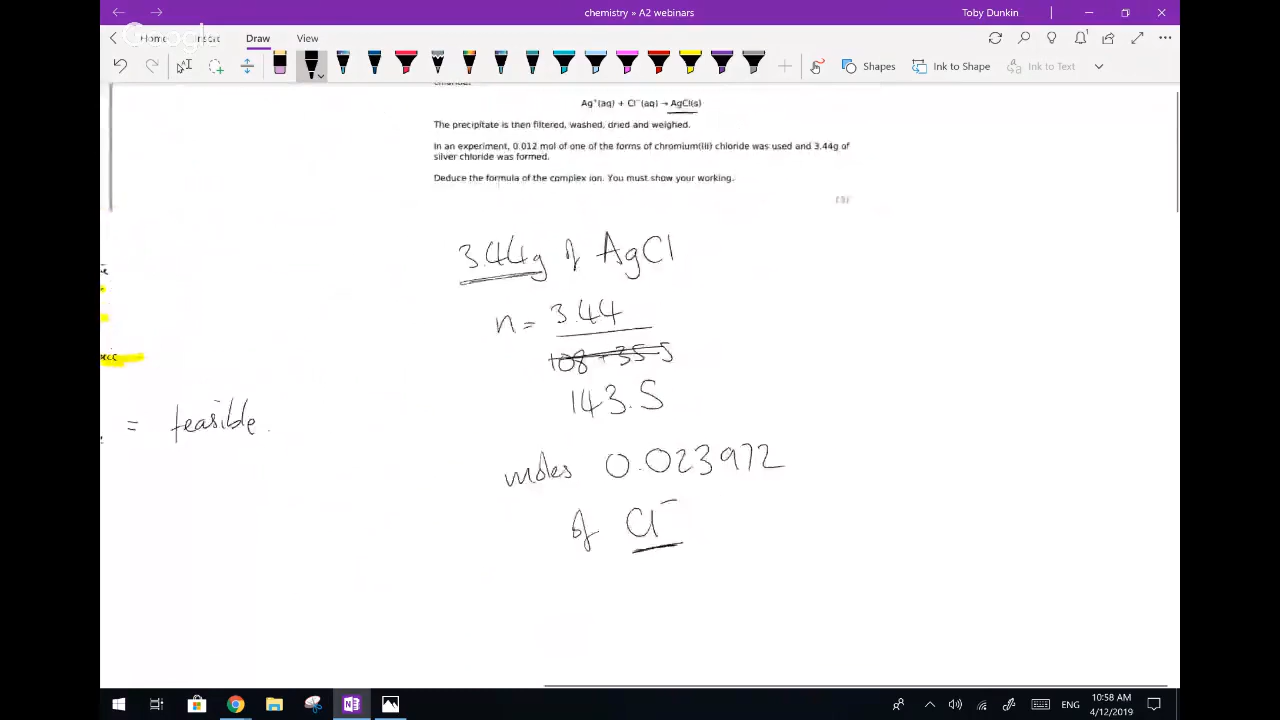 chemistry » A2 webinars
Toby Dunkin
Home Insert Draw View
Shapes Ink to Shape Ink to Text
chloride.
Ag⁺(aq) + Cl⁻(aq) → AgCl(s)
The precipitate is then filtered, washed, dried and weighed.
In an experiment, 0.012 mol of one of the forms of chromium(III) chloride was used and 3.44g of
silver chloride was formed.
Deduce the formula of the complex ion. You must show your working.
3.44g of AgCl
n = 3.44
108 + 35.5
143.5
= feasible.
moles 0.023972
of Cl⁻
ENG
10:58 AM
4/12/2019